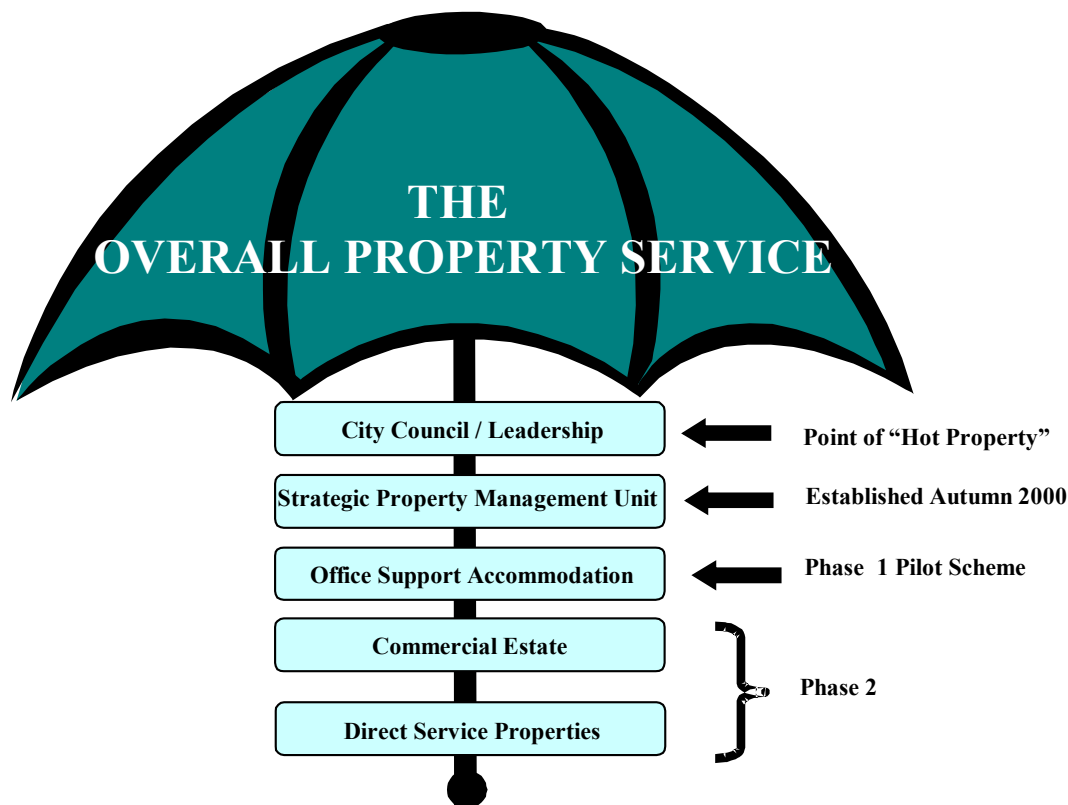 THE
OVERALL PROPERTY SERVICE
City Council / Leadership
Point of “Hot Property”
Strategic Property Management Unit
Established Autumn 2000
Office Support Accommodation
Phase 1 Pilot Scheme
Commercial Estate
Phase 2
Direct Service Properties